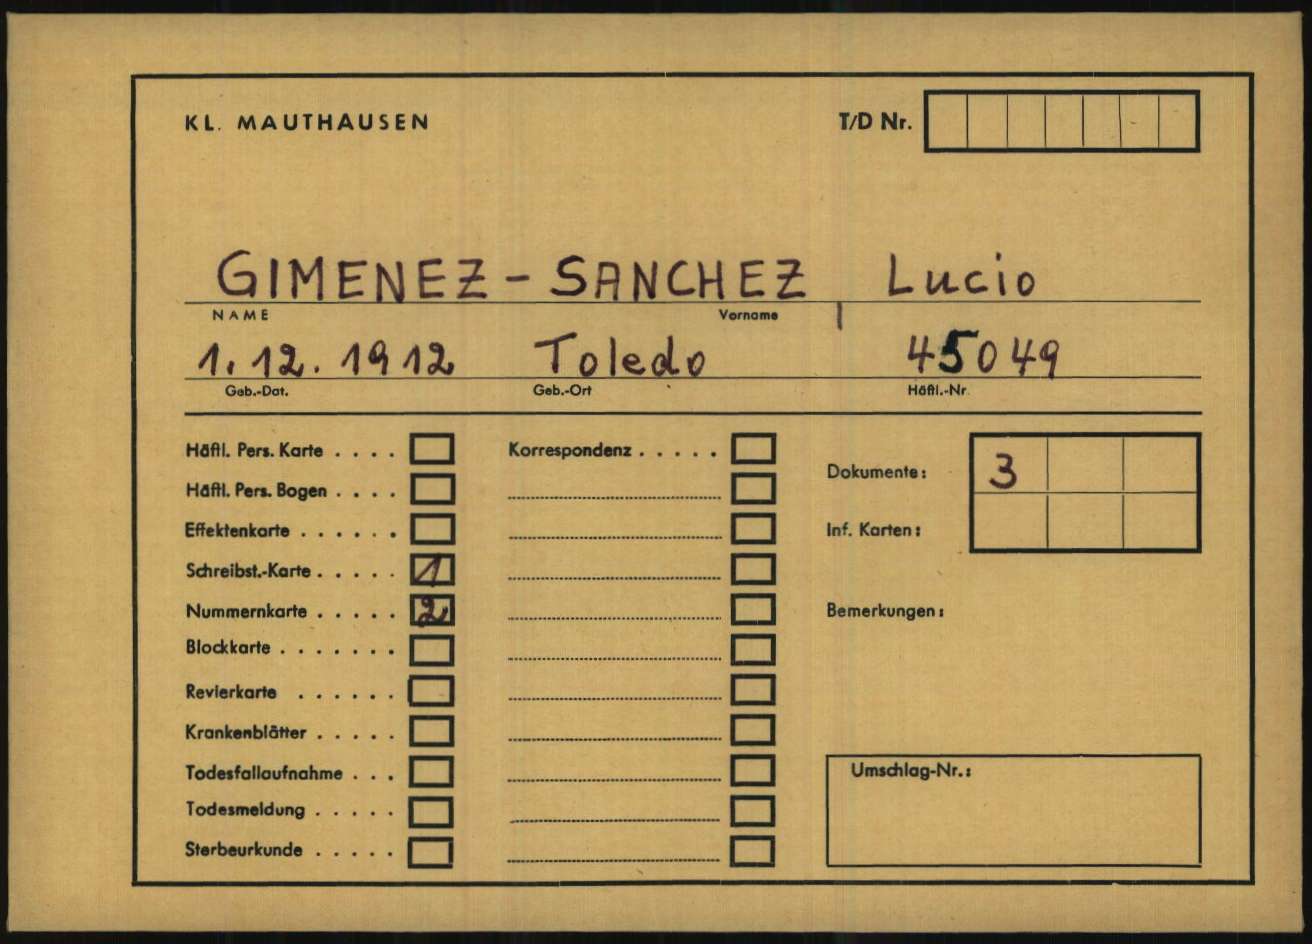 KL. MAUTHAUSEN T/D Nr.
GIMENEZ - SANCHEZ, Lucio
NAME Vorname
1.12.1912 Toledo 45049
Geb.-Dat. Geb.-Ort Häftl.-Nr.
Häftl. Pers. Karte . . . . Korrespondenz . . . . .
Häftl. Pers. Bogen . . . .
Dokumente: 3
Effektenkarte . . . . . .
Inf. Karten:
Schreibst.-Karte . . . . . 1
Nummernkarte . . . . . 2
Bemerkungen:
Blockkarte . . . . . . .
Revierkarte . . . . . .
Krankenblätter . . . . .
Todesfallaufnahme . . .
Umschlag-Nr.:
Todesmeldung . . . . .
Sterbeurkunde . . . . .